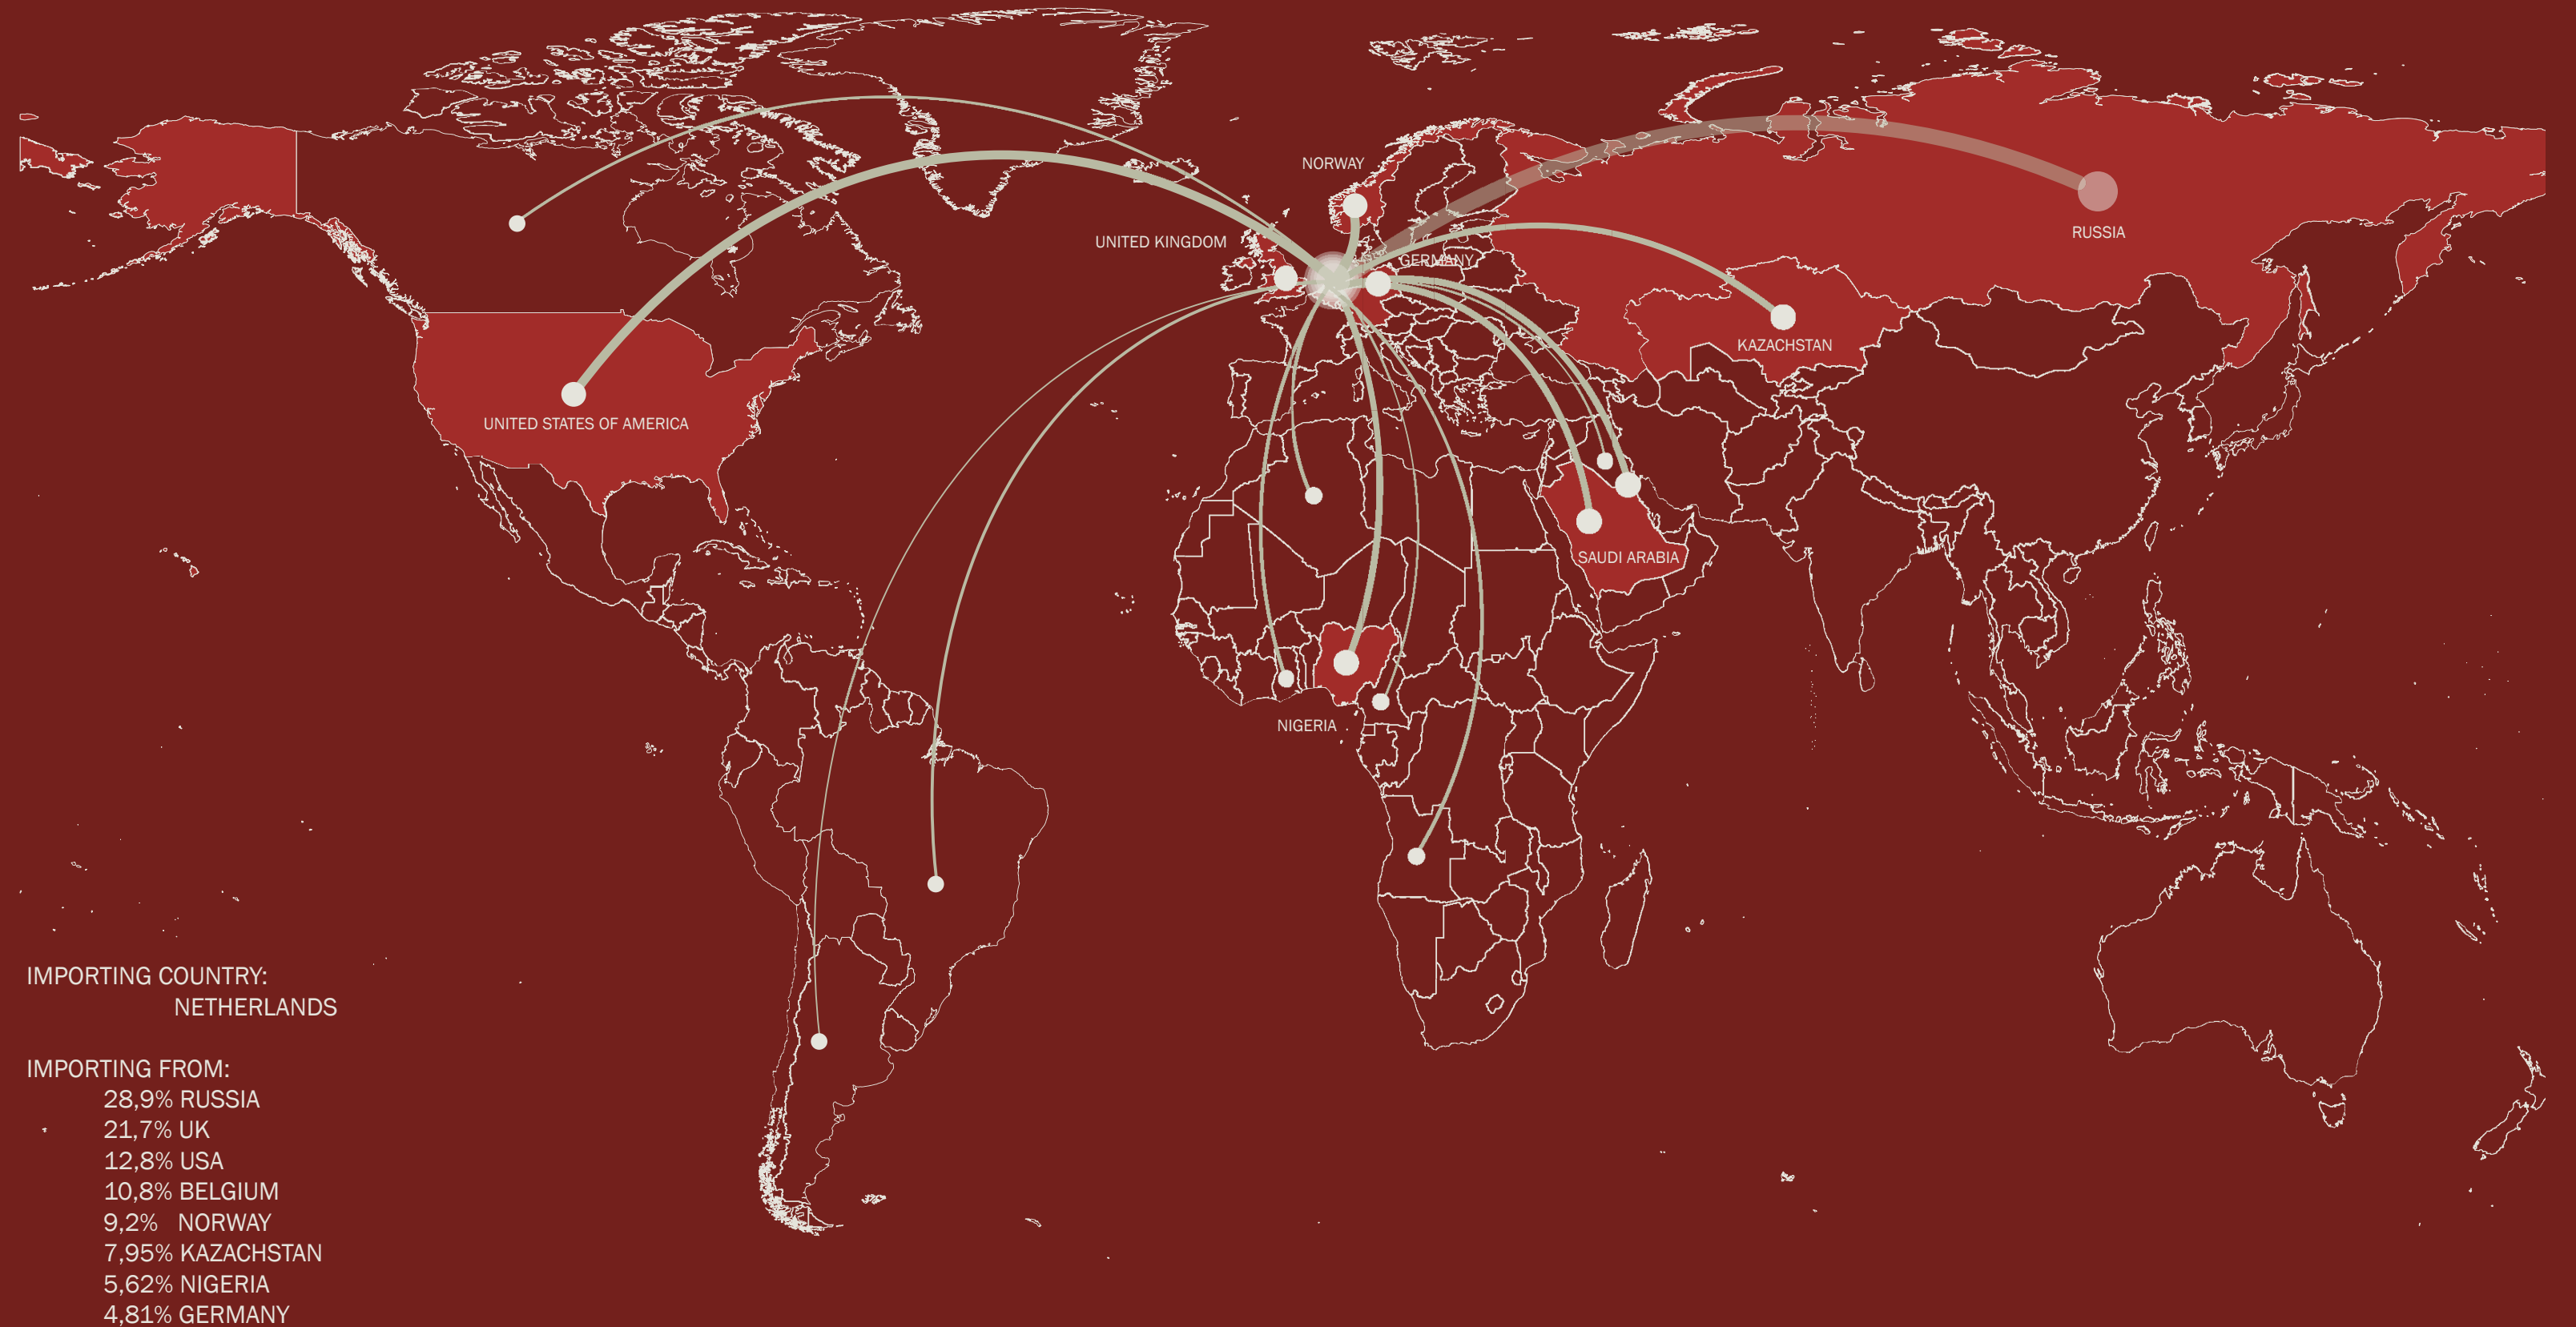 NORWAY
UNITED KINGDOM
GERMANY
RUSSIA
KAZACHSTAN
UNITED STATES OF AMERICA
SAUDI ARABIA
NIGERIA
IMPORTING COUNTRY:
NETHERLANDS
IMPORTING FROM:
28,9% RUSSIA
21,7% UK
12,8% USA
10,8% BELGIUM
9,2% NORWAY
7,95% KAZACHSTAN
5,62% NIGERIA
4,81% GERMANY